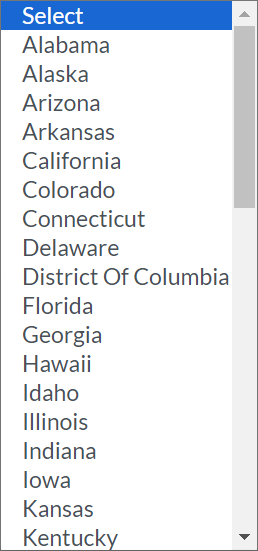 Select
Alabama
Alaska
Arizona
Arkansas
California
Colorado
Connecticut
Delaware
District Of Columbia
Florida
Georgia
Hawaii
Idaho
Illinois
Indiana
Iowa
Kansas
Kentucky